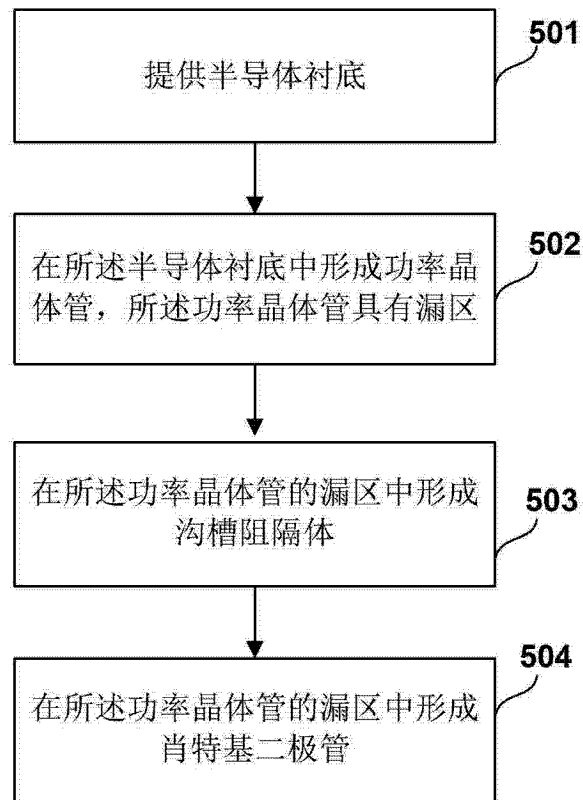 501
提供半导体衬底
502
在所述半导体衬底中形成功率晶
体管，所述功率晶体管具有漏区
503
在所述功率晶体管的漏区中形成
沟槽阻隔体
504
在所述功率晶体管的漏区中形成
肖特基二极管